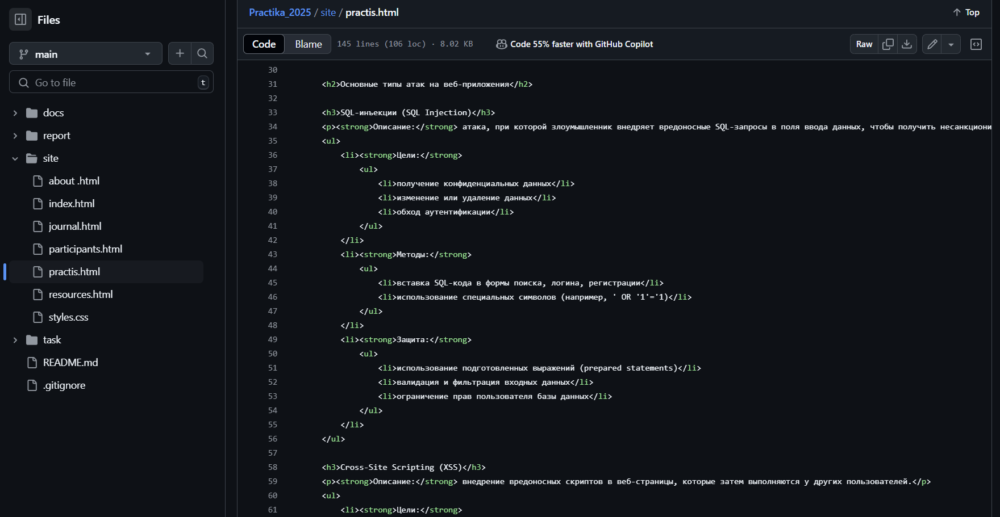 Files
main
Go to file
t
docs
report
site
about .html
index.html
journal.html
participants.html
practis.html
resources.html
styles.css
task
README.md
.gitignore
Practika_2025 / site / practis.html
Top
Code Blame 145 lines (106 loc) · 8.02 KB Code 55% faster with GitHub Copilot Raw
30
31 <h2>Основные типы атак на веб-приложения</h2>
32
33 <h3>SQL-инъекции (SQL Injection)</h3>
34 <p><strong>Описание:</strong> атака, при которой злоумышленник внедряет вредоносные SQL-запросы в поля ввода данных, чтобы получить несанкциони
35 <ul>
36 <li><strong>Цели:</strong>
37 <ul>
38 <li>получение конфиденциальных данных</li>
39 <li>изменение или удаление данных</li>
40 <li>обход аутентификации</li>
41 </ul>
42 </li>
43 <li><strong>Методы:</strong>
44 <ul>
45 <li>вставка SQL-кода в формы поиска, логина, регистрации</li>
46 <li>использование специальных символов (например, ' OR '1'='1)</li>
47 </ul>
48 </li>
49 <li><strong>Защита:</strong>
50 <ul>
51 <li>использование подготовленных выражений (prepared statements)</li>
52 <li>валидация и фильтрация входных данных</li>
53 <li>ограничение прав пользователя базы данных</li>
54 </ul>
55 </li>
56 </ul>
57
58 <h3>Cross-Site Scripting (XSS)</h3>
59 <p><strong>Описание:</strong> внедрение вредоносных скриптов в веб-страницы, которые затем выполняются у других пользователей.</p>
60 <ul>
61 <li><strong>Цели:</strong>